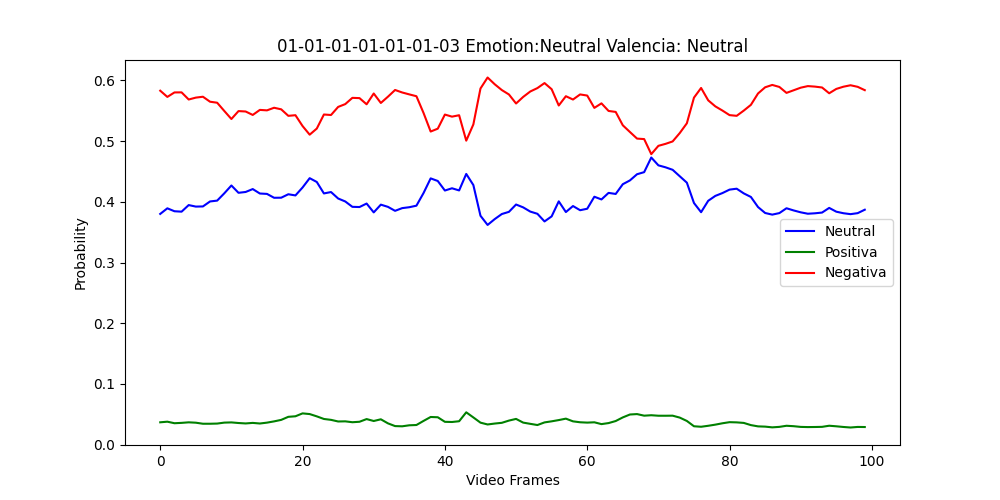 01-01-01-01-01-01-03 Emotion:Neutral Valencia: Neutral
Probability
0.6
0.5
0.4
0.3
0.2
0.1
0.0
Neutral
Positiva
Negativa
0 20 40 60 80 100
Video Frames